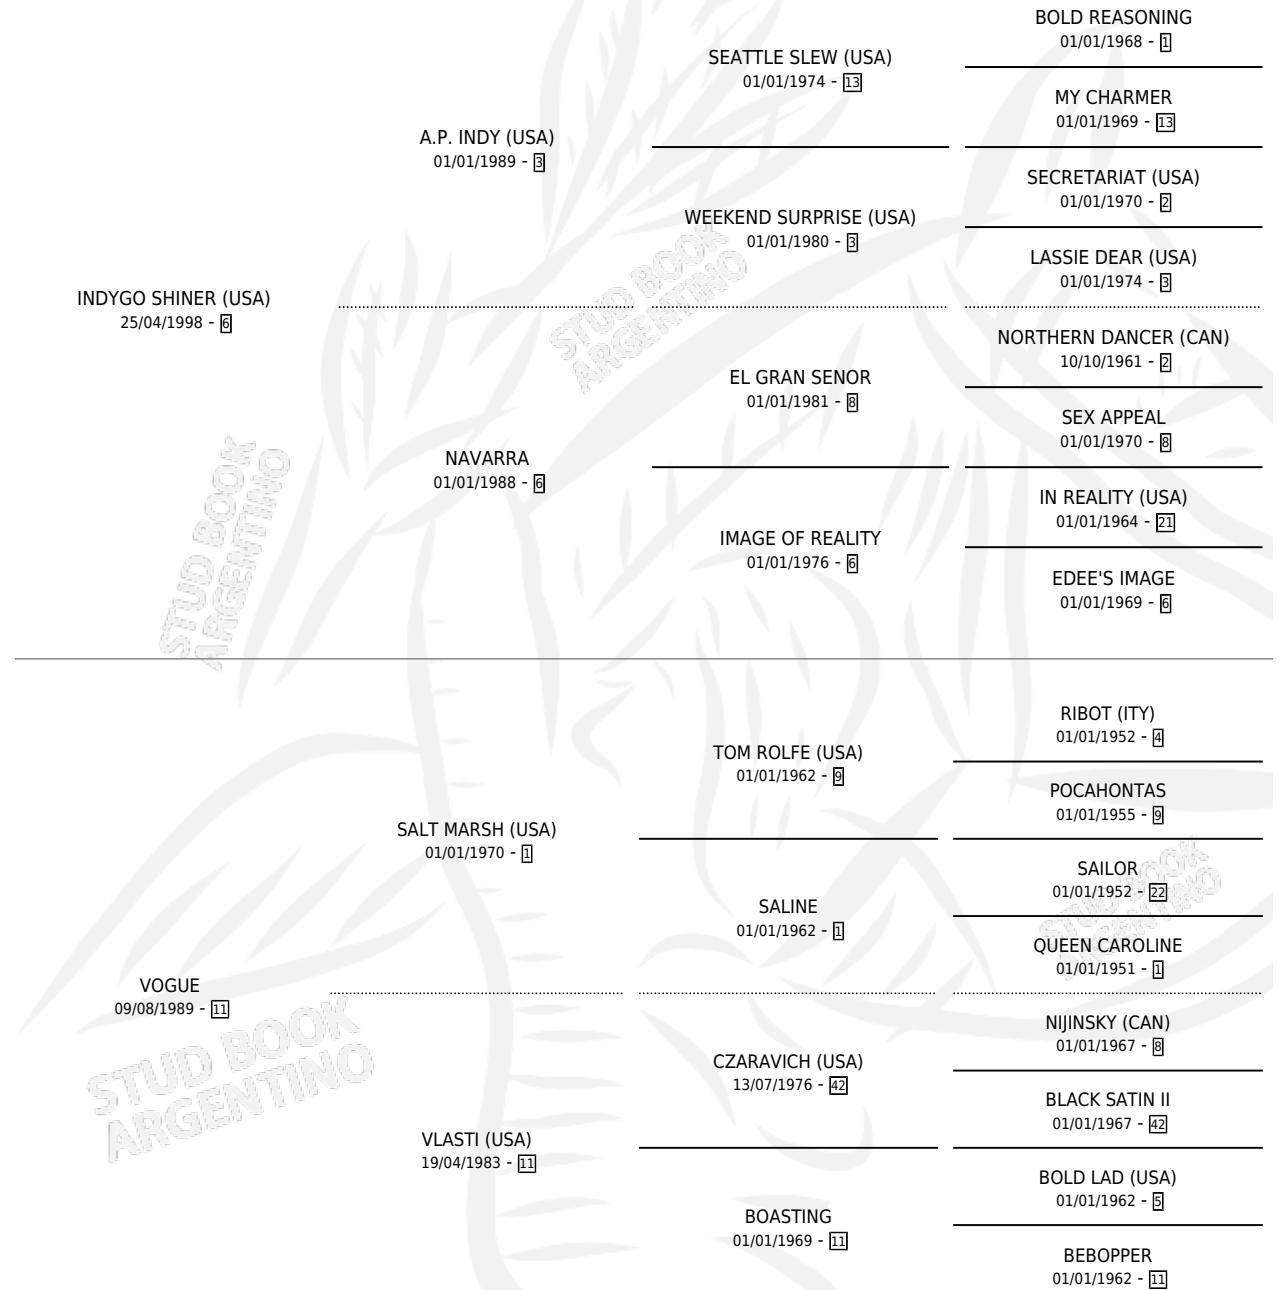 BOLD REASONING
01/01/1968 - 1
SEATTLE SLEW (USA)
01/01/1974 - 13
MY CHARMER
01/01/1969 - 13
A.P. INDY (USA)
01/01/1989 - 3
SECRETARIAT (USA)
01/01/1970 - 2
WEEKEND SURPRISE (USA)
01/01/1980 - 3
LASSIE DEAR (USA)
01/01/1974 - 3
INDYGO SHINER (USA)
25/04/1998 - 6
NORTHERN DANCER (CAN)
10/10/1961 - 2
EL GRAN SENOR
01/01/1981 - 8
SEX APPEAL
01/01/1970 - 8
NAVARRA
01/01/1988 - 6
IN REALITY (USA)
01/01/1964 - 21
IMAGE OF REALITY
01/01/1976 - 6
EDEE'S IMAGE
01/01/1969 - 6
RIBOT (ITY)
01/01/1952 - 4
TOM ROLFE (USA)
01/01/1962 - 9
POCAHONTAS
01/01/1955 - 9
SALT MARSH (USA)
01/01/1970 - 1
SAILOR
01/01/1952 - 22
SALINE
01/01/1962 - 1
QUEEN CAROLINE
01/01/1951 - 1
VOGUE
09/08/1989 - 11
NIJINSKY (CAN)
01/01/1967 - 8
CZARAVICH (USA)
13/07/1976 - 42
BLACK SATIN II
01/01/1967 - 42
VLASTI (USA)
19/04/1983 - 11
BOLD LAD (USA)
01/01/1962 - 5
BOASTING
01/01/1969 - 11
BEBOPPER
01/01/1962 - 11
STUD BOOK
ARGENTINO
STUD BOOK
ARGENTINO
STUD BOOK
ARGENTINO
STUD BOOK
ARGENTINO